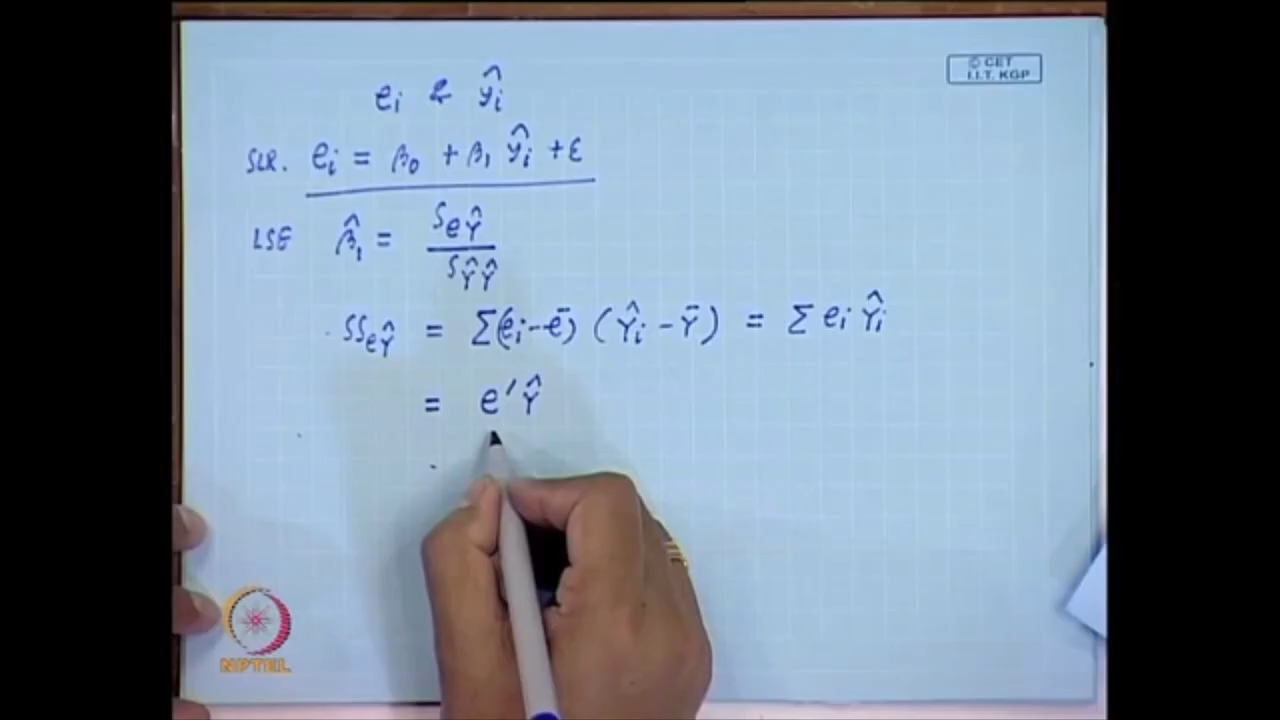 © CET
I.I.T. KGP
eᵢ & ŷᵢ
SLR. eᵢ = β₀ + β₁ ŷᵢ + ε
LSE β̂₁ = S_eŶ / S_ŶŶ
SS_eŶ = Σ(eᵢ - ē) (Ŷᵢ - Ȳ) = Σ eᵢ Ŷᵢ
= e′Ŷ
NPTEL